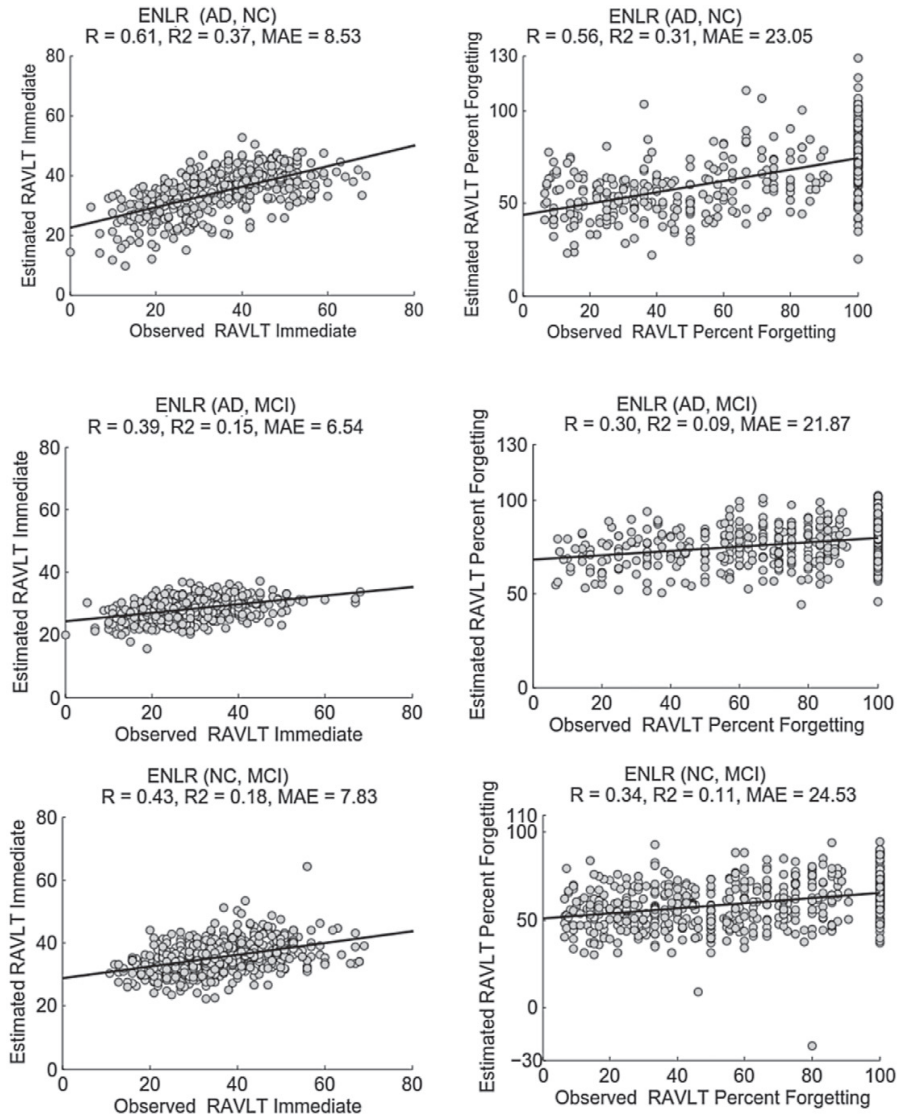 ENLR (AD, NC)
R = 0.61, R2 = 0.37, MAE = 8.53
80
60
40
20
0
0 20 40 60 80
Estimated RAVLT Immediate
Observed RAVLT Immediate
ENLR (AD, NC)
R = 0.56, R2 = 0.31, MAE = 23.05
130
100
50
0
0 20 40 60 80 100
Estimated RAVLT Percent Forgetting
Observed RAVLT Percent Forgetting
ENLR (AD, MCI)
R = 0.39, R2 = 0.15, MAE = 6.54
80
60
40
20
0
0 20 40 60 80
Estimated RAVLT Immediate
Observed RAVLT Immediate
ENLR (AD, MCI)
R = 0.30, R2 = 0.09, MAE = 21.87
130
100
50
0
0 20 40 60 80 100
Estimated RAVLT Percent Forgetting
Observed RAVLT Percent Forgetting
ENLR (NC, MCI)
R = 0.43, R2 = 0.18, MAE = 7.83
80
60
40
20
0
0 20 40 60 80
Estimated RAVLT Immediate
Observed RAVLT Immediate
ENLR (NC, MCI)
R = 0.34, R2 = 0.11, MAE = 24.53
110
100
50
0
−30
0 20 40 60 80 100
Estimated RAVLT Percent Forgetting
Observed RAVLT Percent Forgetting